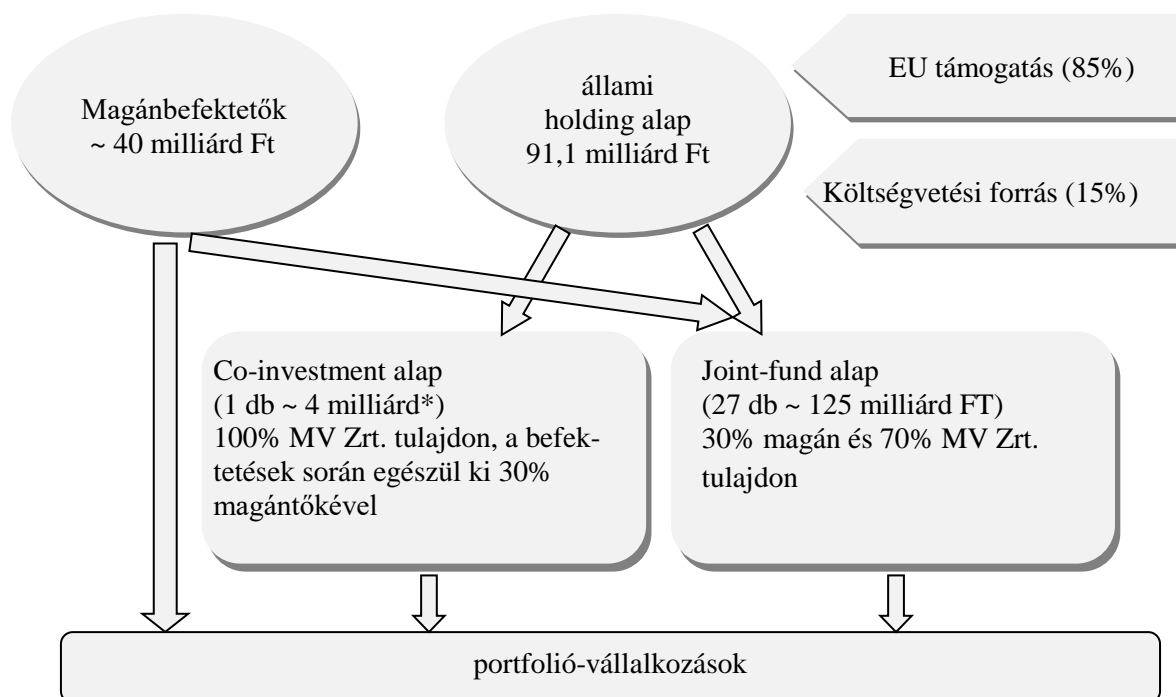 Magánbefektetők
~ 40 milliárd Ft
állami
holding alap
91,1 milliárd Ft
EU támogatás (85%)
Költségvetési forrás (15%)
Co-investment alap
(1 db ~ 4 milliárd*)
100% MV Zrt. tulajdon, a befek-
tetések során egészül ki 30%
magántőkével
Joint-fund alap
(27 db ~ 125 milliárd FT)
30% magán és 70% MV Zrt.
tulajdon
portfolió-vállalkozások